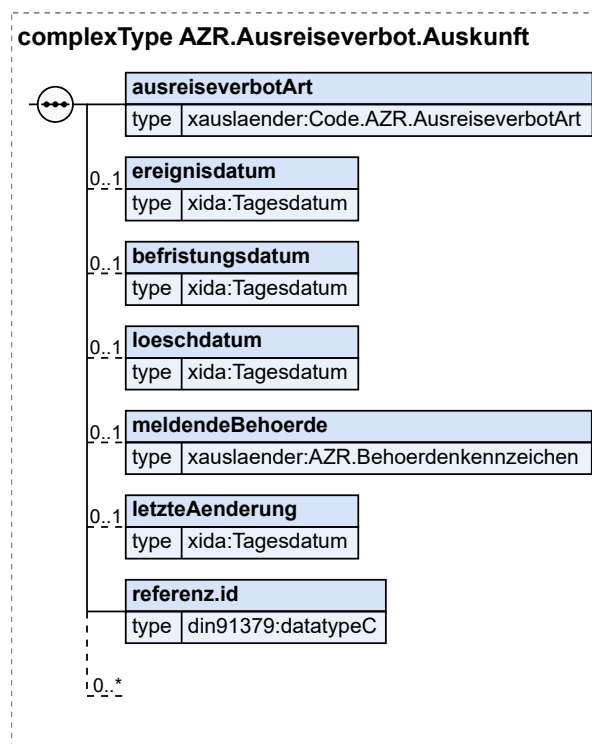 complexType AZR.Ausreiseverbot.Auskunft
ausreiseverbotArt
type xauslaender:Code.AZR.AusreiseverbotArt
0..1 ereignisdatum
type xida:Tagesdatum
0..1 befristungsdatum
type xida:Tagesdatum
0..1 loeschdatum
type xida:Tagesdatum
0..1 meldendeBehoerde
type xauslaender:AZR.Behoerdenkennzeichen
0..1 letzteAenderung
type xida:Tagesdatum
referenz.id
type din91379:datatypeC
0..*